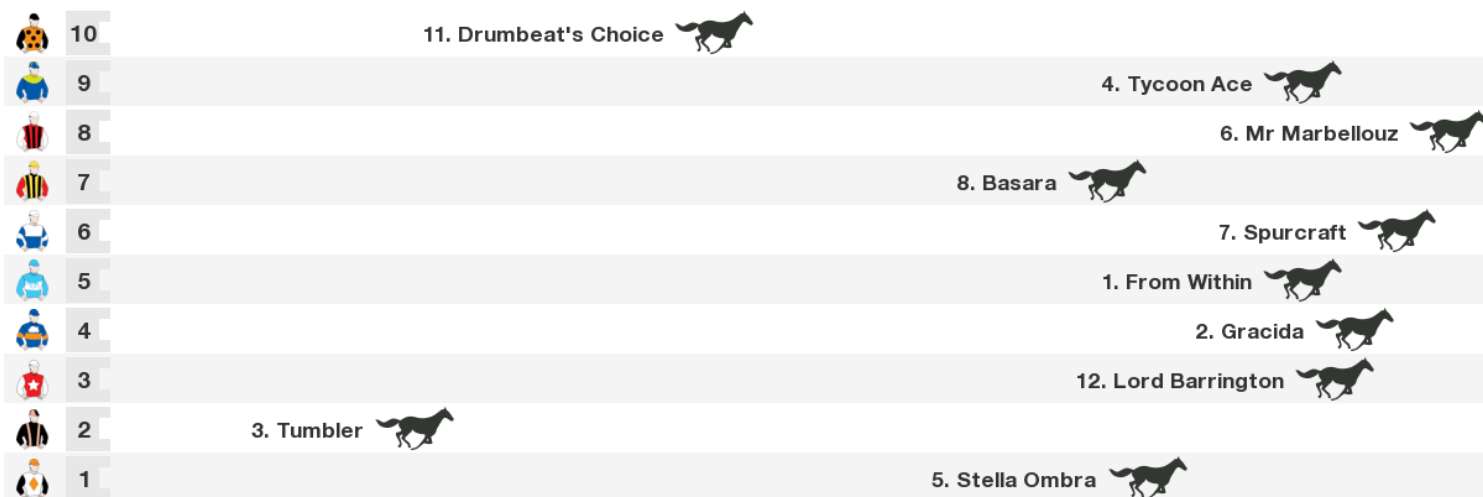 10 11. Drumbeat's Choice
9 4. Tycoon Ace
8 6. Mr Marbellouz
7 8. Basara
6 7. Spurcraft
5 1. From Within
4 2. Gracida
3 12. Lord Barrington
2 3. Tumbler
1 5. Stella Ombra